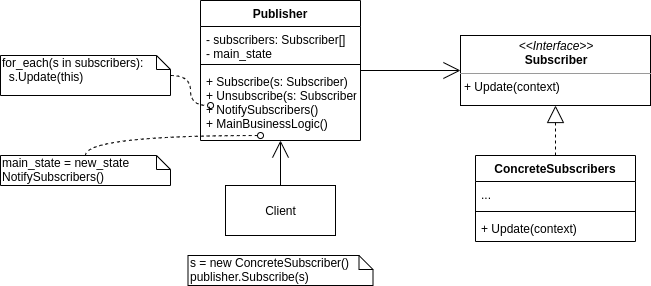 Publisher
- subscribers: Subscriber[]
- main_state
+ Subscribe(s: Subscriber)
+ Unsubscribe(s: Subscriber
+ NotifySubscribers()
+ MainBusinessLogic()
for_each(s in subscribers):
s.Update(this)
main_state = new_state
NotifySubscribers()
<<Interface>>
Subscriber
+ Update(context)
ConcreteSubscribers
...
+ Update(context)
Client
s = new ConcreteSubscriber()
publisher.Subscribe(s)